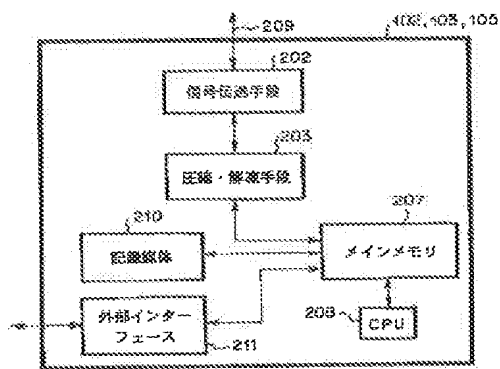 102, 103, 105
209
202
信号伝送手段
203
圧縮・解凍手段
210
207
記録媒体
メインメモリ
外部インター
フェース
211
208
CPU